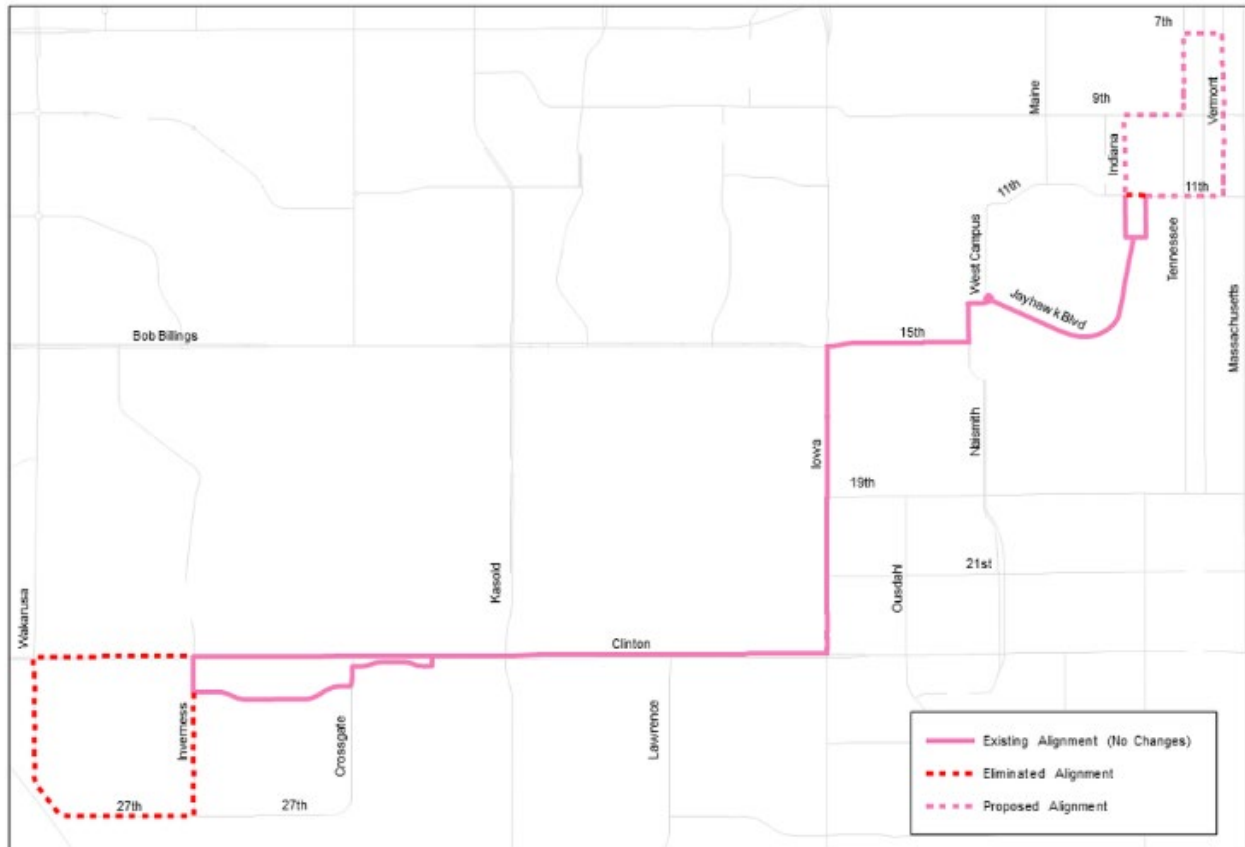 7th
Maine
9th
Vermont
Indiana
11th
11th
West Campus
Tennessee
Jayhawk Blvd
Massachusetts
Bob Billings
15th
Iowa
Naismith
19th
Kasold
Ousdahl
21st
Wakarusa
Clinton
Inverness
Crossgate
Lawrence
27th
27th
Existing Alignment (No Changes)
Eliminated Alignment
Proposed Alignment